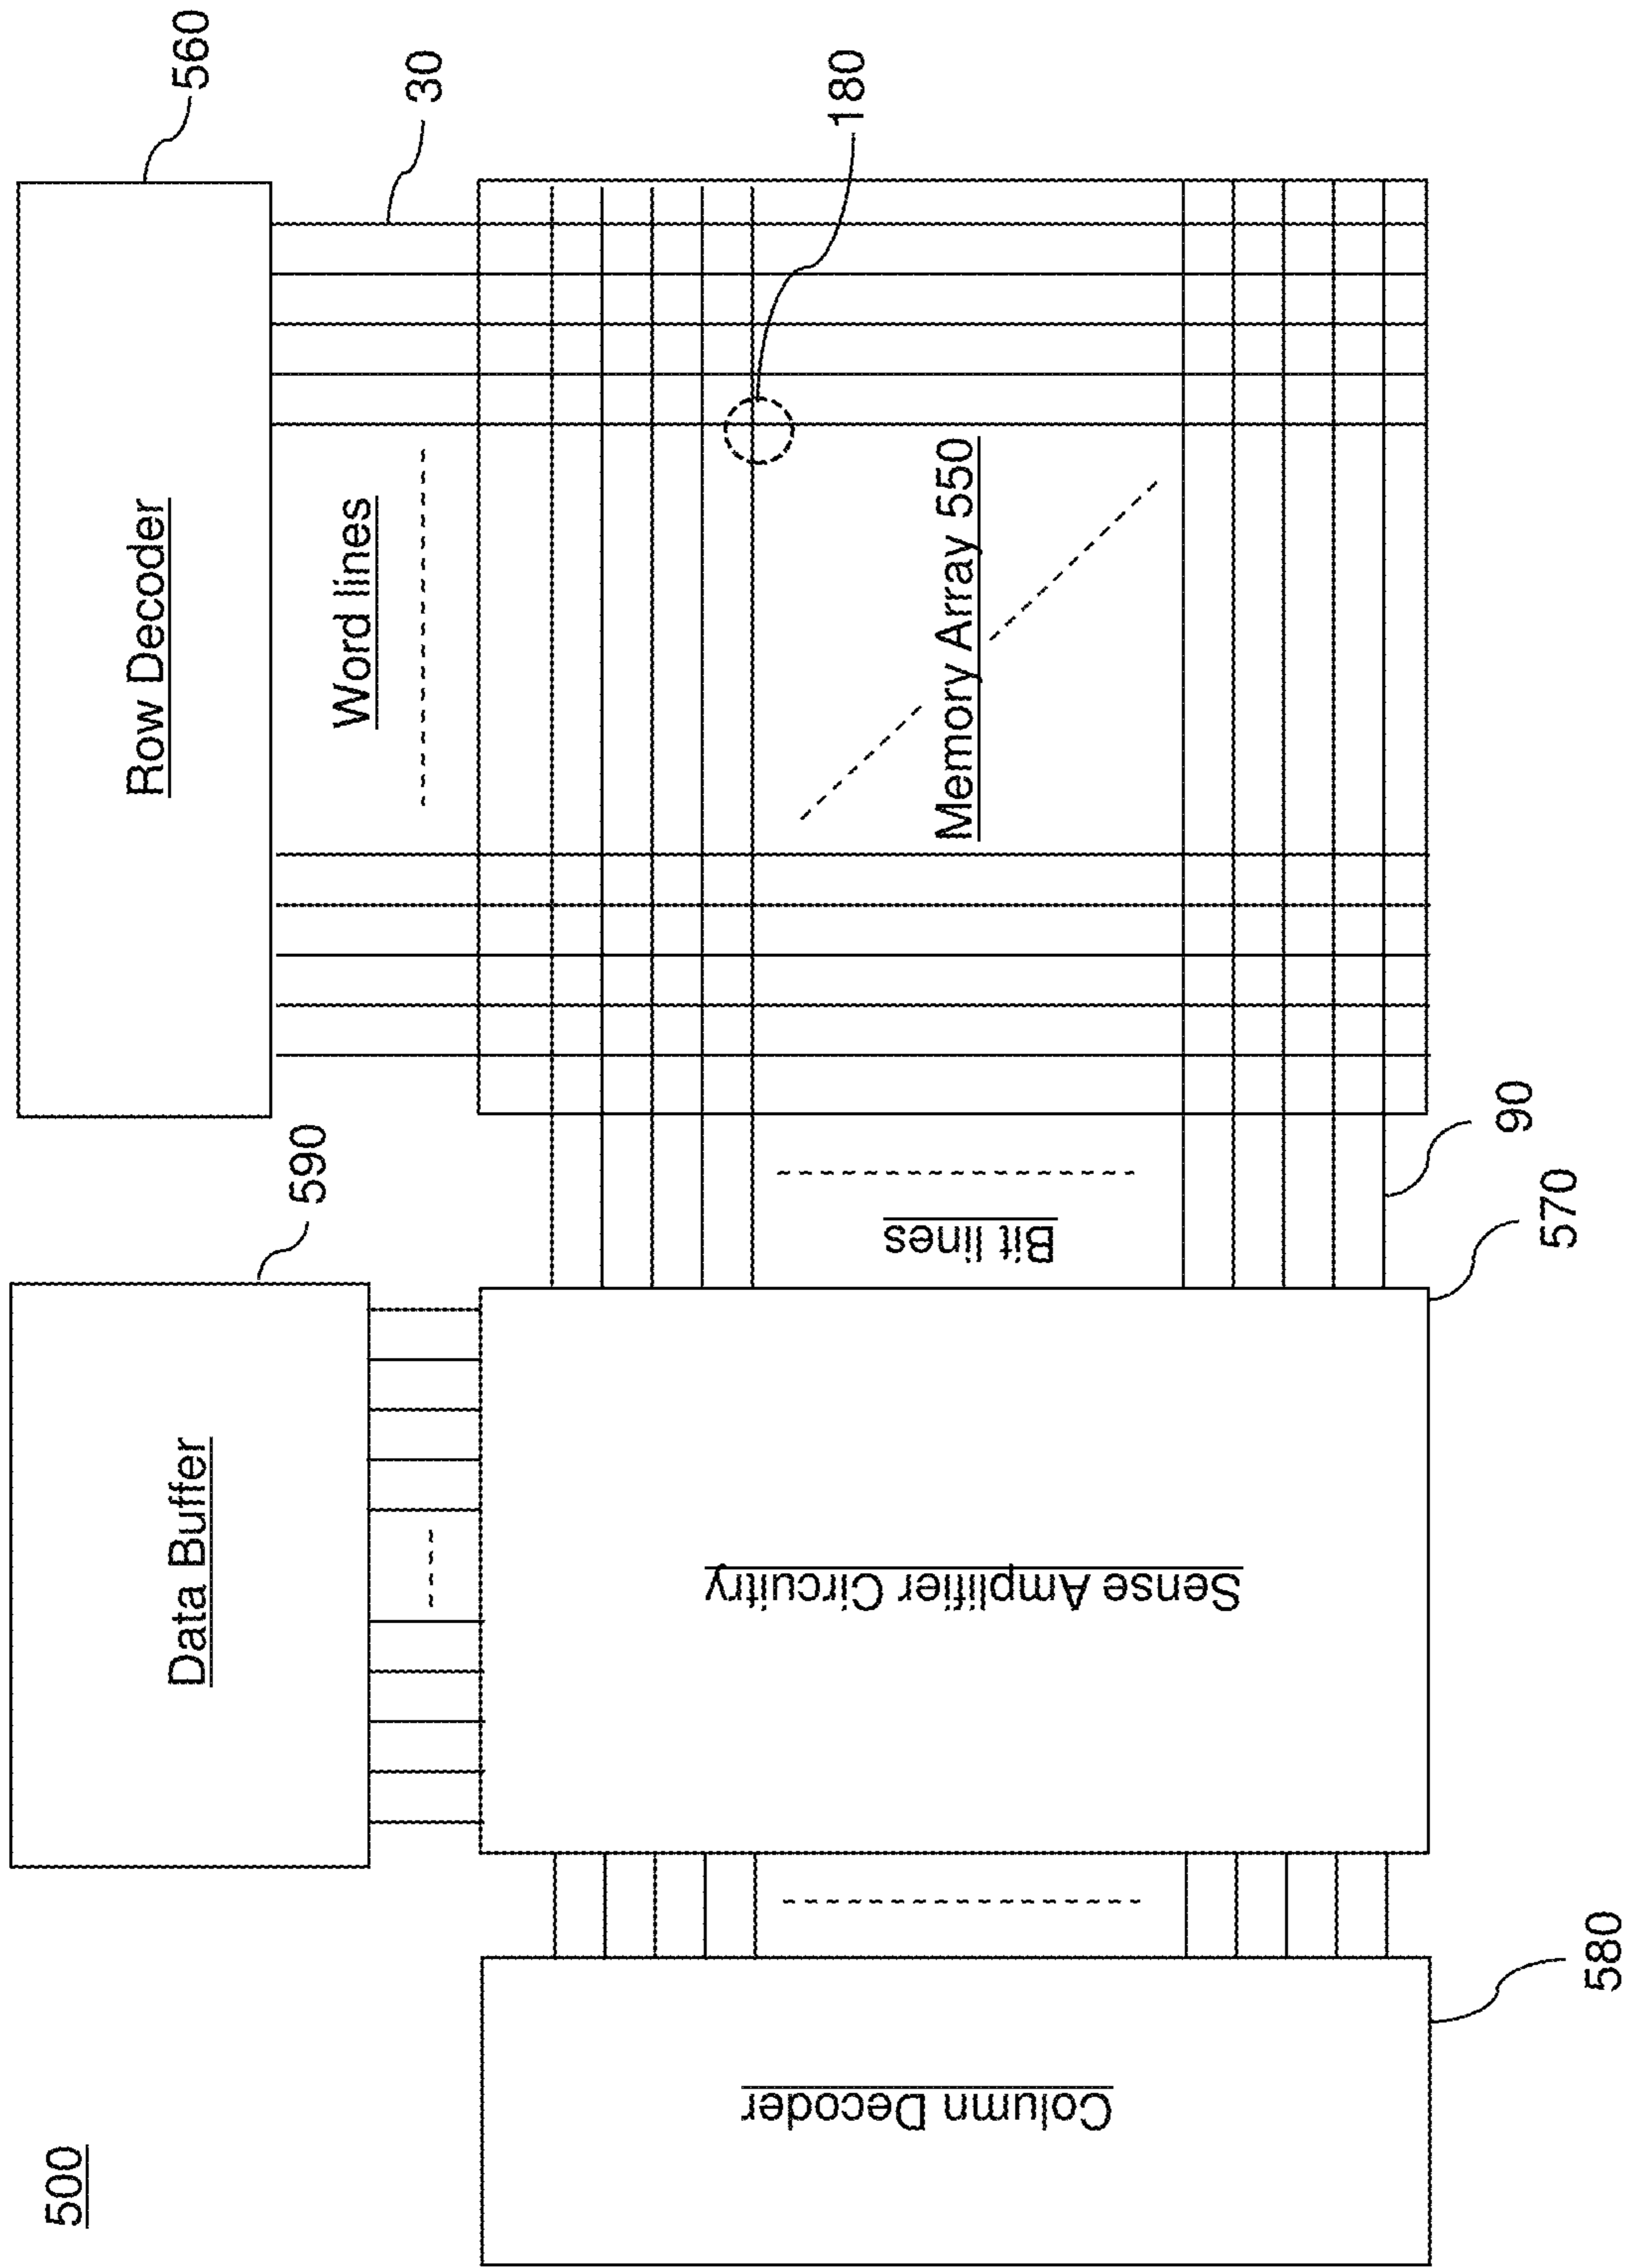 500
Row Decoder
560
Word lines
30
180
Memory Array 550
Data Buffer
590
Bit lines
90
Sense Amplifier Circuitry
570
Column Decoder
580